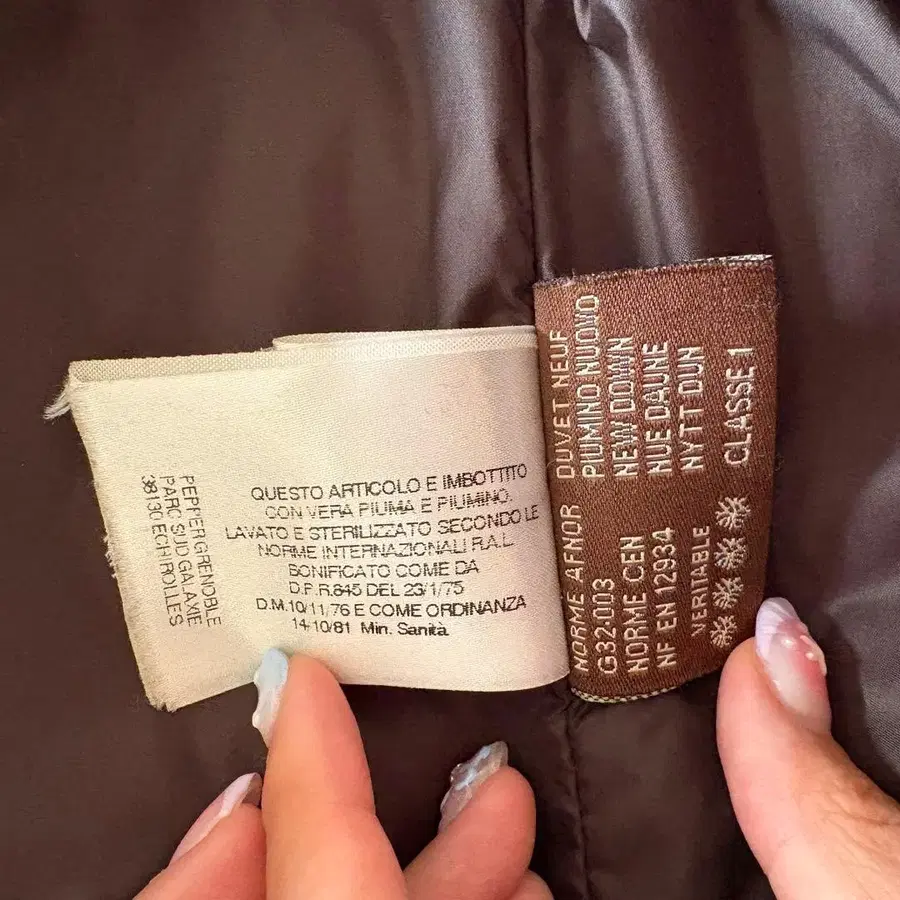 QUESTO ARTICOLO E IMBOTTITO
CON VERA PIUMA E PIUMINO.
LAVATO E STERILIZZATO SECONDO LE
NORME INTERNAZIONALI R.A.L.
BONIFICATO COME DA
D.P.R.845 DEL 23/1/75
D.M.10/11/76 E COME ORDINANZA
14-10/81 Min. Sanità
PEPPER GRENOBLE
PARC SUD GALAXIE
38130 ECHIROLLES
NORME AFNOR
G32-003
NORME CEN
NF EN 12934
DUVET NEUF
PIUMINO NUOVO
NEW DOWN
NUE DAUNE
NYTT DUN
VERITABLE
CLASSE 1